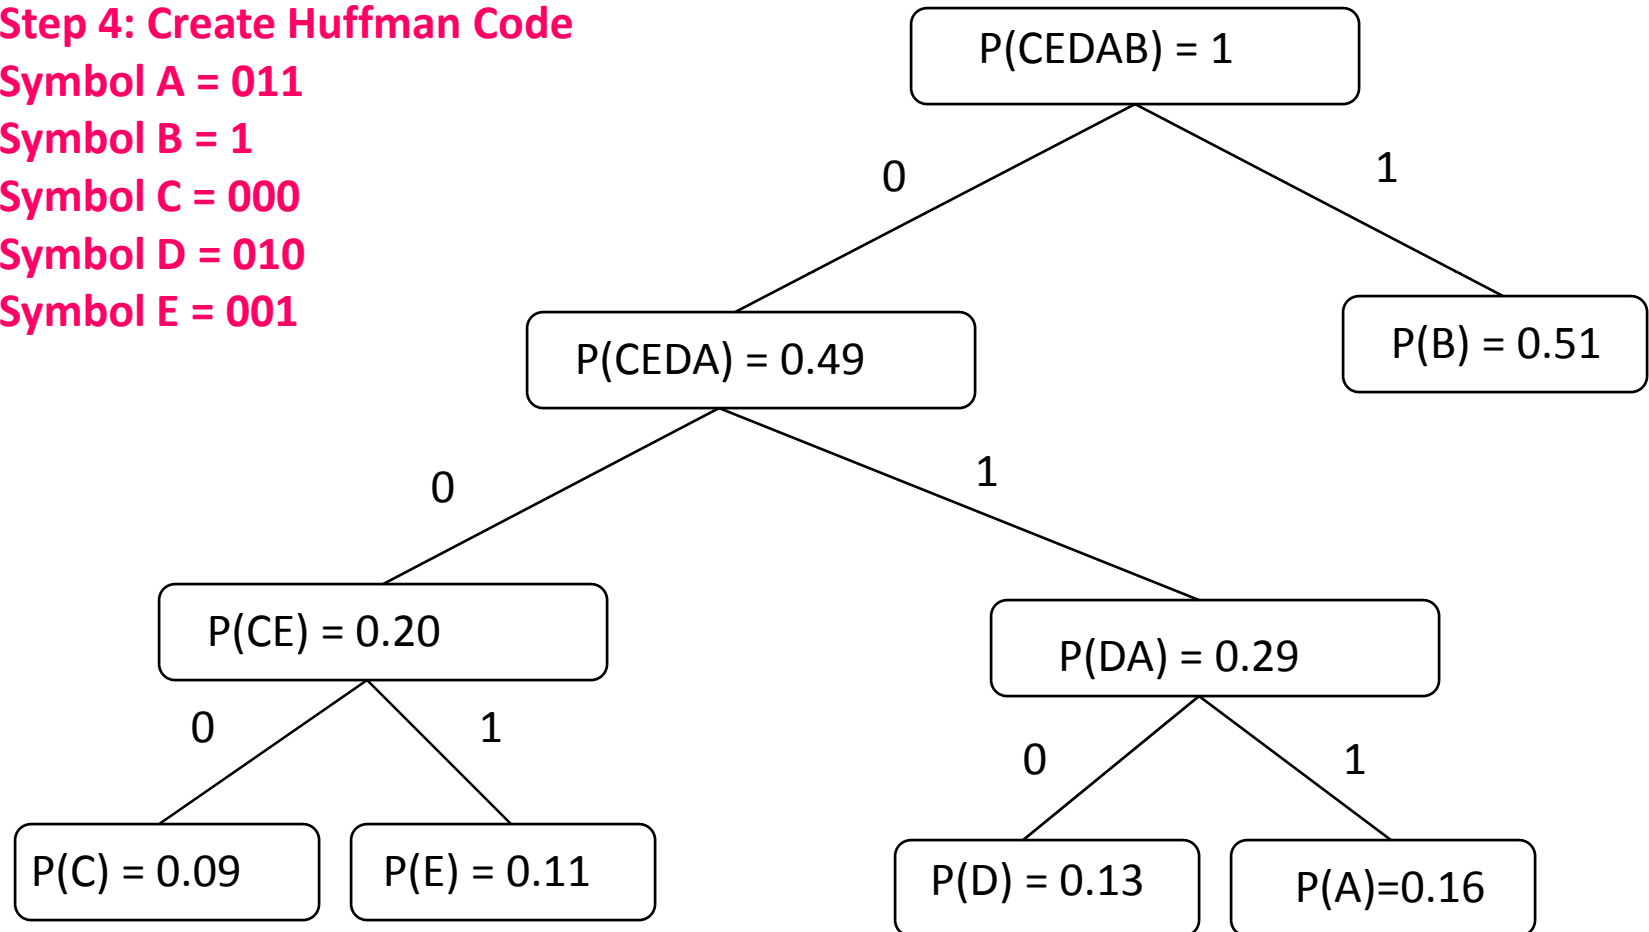 Step 4: Create Huffman Code
Symbol A = 011
Symbol B = 1
Symbol C = 000
Symbol D = 010
Symbol E = 001
P(CEDAB) = 1
0
1
P(CEDA) = 0.49
P(B) = 0.51
0
1
P(CE) = 0.20
P(DA) = 0.29
0
1
0
1
P(C) = 0.09
P(E) = 0.11
P(D) = 0.13
P(A)=0.16